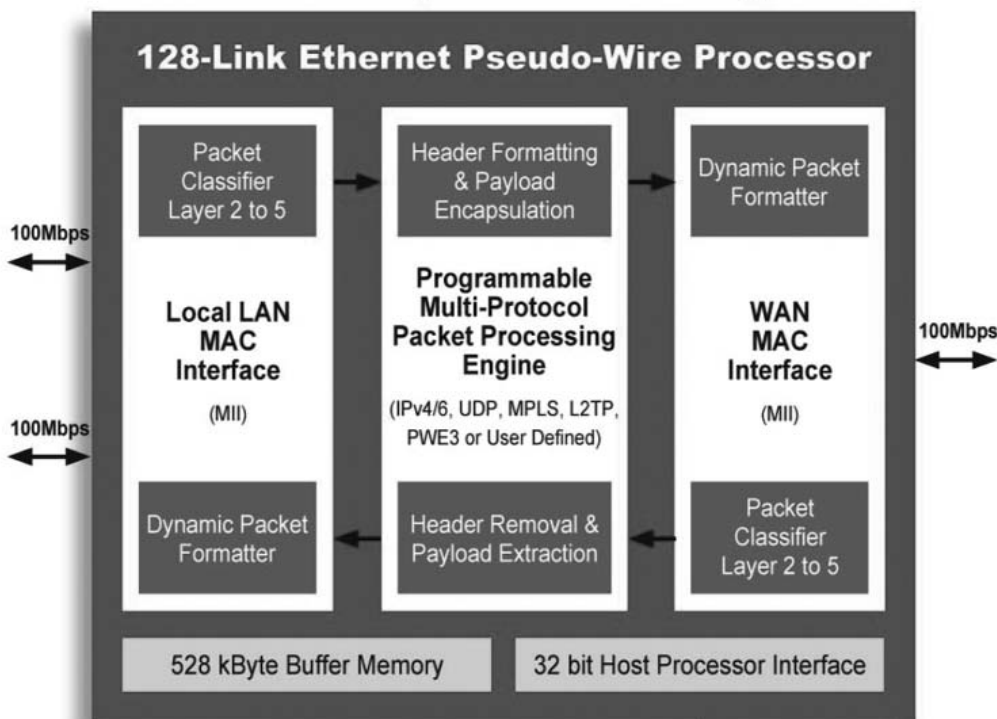 128-Link Ethernet Pseudo-Wire Processor
Packet
Classifier
Layer 2 to 5
Header Formatting
& Payload
Encapsulation
Dynamic Packet
Formatter
100Mbps
100Mbps
Local LAN
MAC
Interface
(MII)
Programmable
Multi-Protocol
Packet Processing
Engine
(IPv4/6, UDP, MPLS, L2TP,
PWE3 or User Defined)
WAN
MAC
Interface
(MII)
100Mbps
Dynamic Packet
Formatter
Header Removal &
Payload Extraction
Packet
Classifier
Layer 2 to 5
528 kByte Buffer Memory
32 bit Host Processor Interface